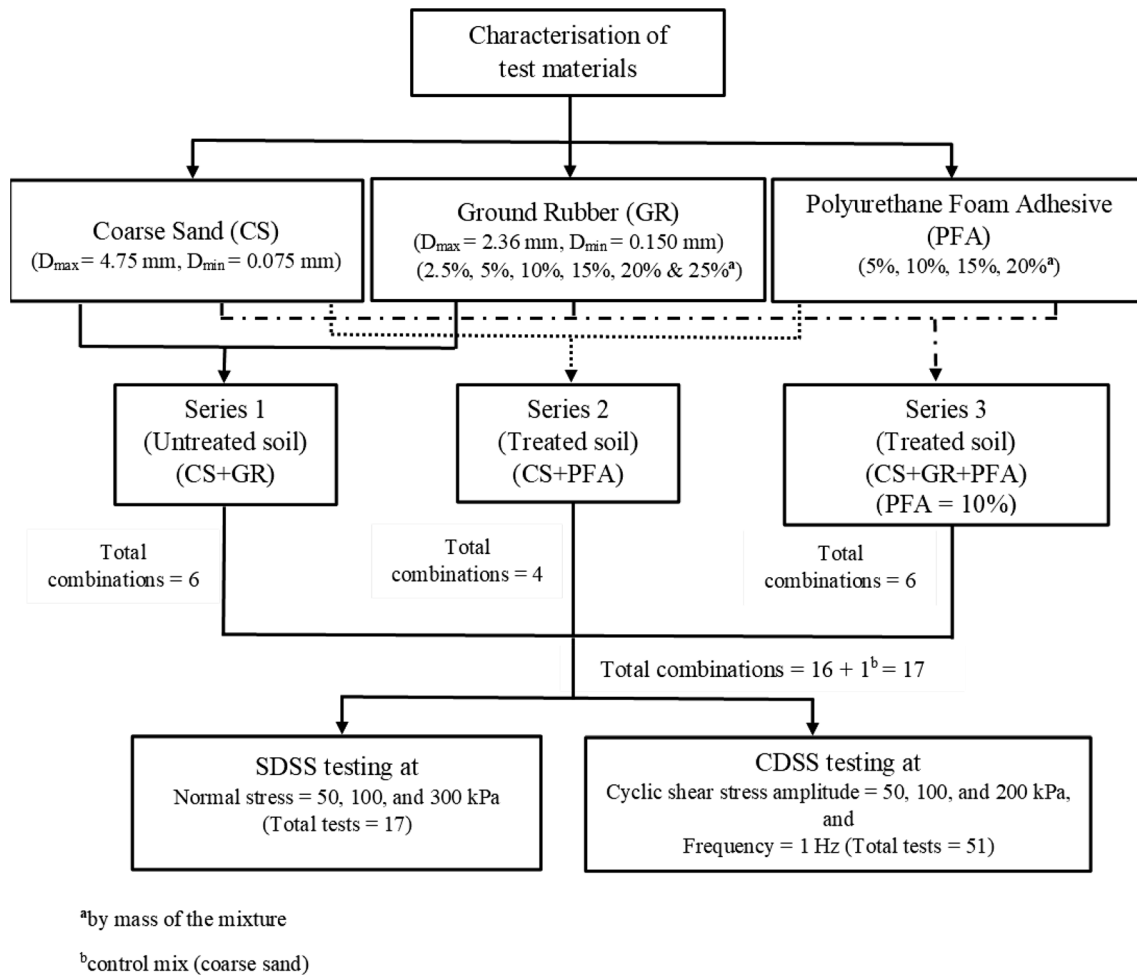 Characterisation of
test materials
Coarse Sand (CS)
(Dmax = 4.75 mm, Dmin = 0.075 mm)
Ground Rubber (GR)
(Dmax = 2.36 mm, Dmin = 0.150 mm)
(2.5%, 5%, 10%, 15%, 20% & 25%ᵃ)
Polyurethane Foam Adhesive
(PFA)
(5%, 10%, 15%, 20%ᵃ)
Series 1
(Untreated soil)
(CS+GR)
Series 2
(Treated soil)
(CS+PFA)
Series 3
(Treated soil)
(CS+GR+PFA)
(PFA = 10%)
Total
combinations = 6
Total
combinations = 4
Total
combinations = 6
Total combinations = 16 + 1ᵇ = 17
SDSS testing at
Normal stress = 50, 100, and 300 kPa
(Total tests = 17)
CDSS testing at
Cyclic shear stress amplitude = 50, 100, and 200 kPa,
and
Frequency = 1 Hz (Total tests = 51)
ᵃby mass of the mixture
ᵇcontrol mix (coarse sand)